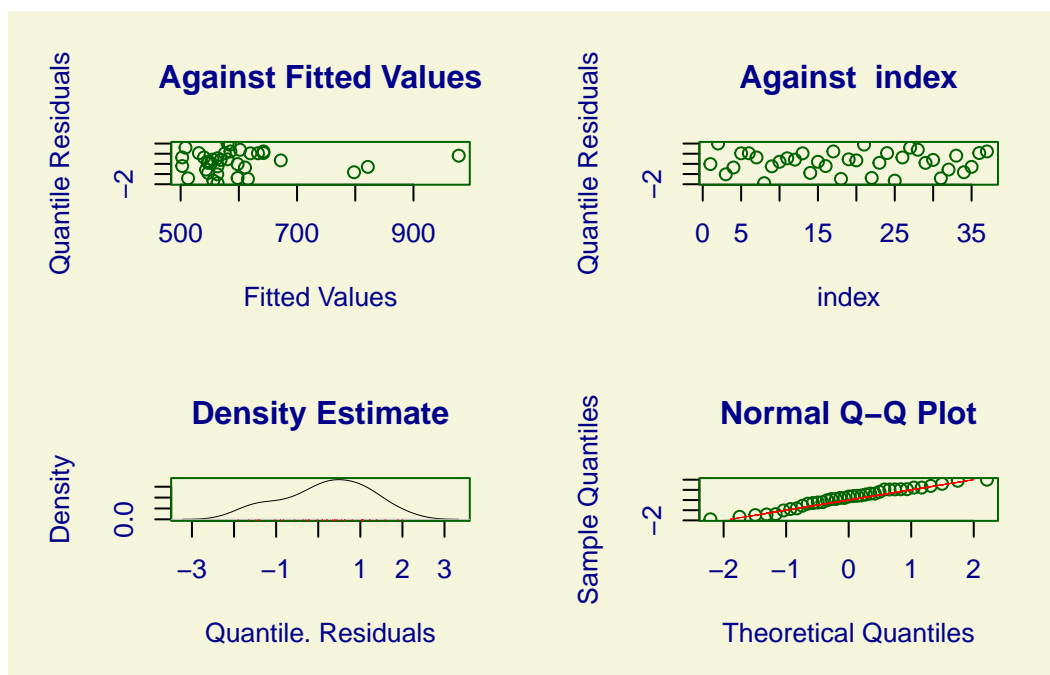 Against Fitted Values
Quantile Residuals
−2
500 700 900
Fitted Values
Against index
Quantile Residuals
−2
0 5 15 25 35
index
Density Estimate
Density
0.0
−3 −1 1 2 3
Quantile. Residuals
Normal Q−Q Plot
Sample Quantiles
−2
−2 −1 0 1 2
Theoretical Quantiles